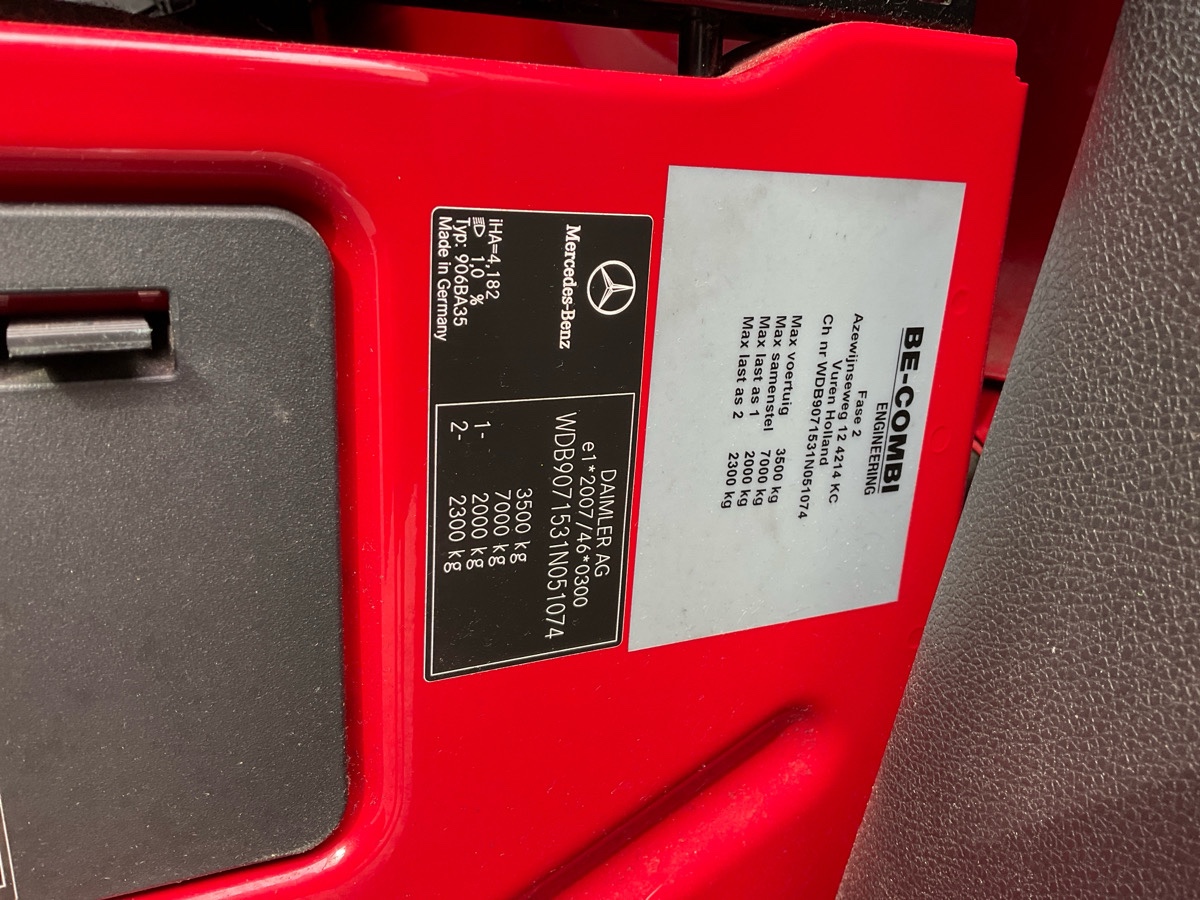 BE-COMBI
ENGINEERING
Fase 2
Azewijnseweg 12 4214 KC
Vuren Holland
Ch nr WDB9071531N051074
Max voertuig 3500 kg
Max samenstel 7000 kg
Max last as 1 2000 kg
Max last as 2 2300 kg
Mercedes-Benz
iHA=4,182
1,0 %
Typ: 906BA35
Made in Germany
DAIMLER AG
e1*2007/46*0300
WDB9071531N051074
3500 kg
7000 kg
1- 2000 kg
2- 2300 kg